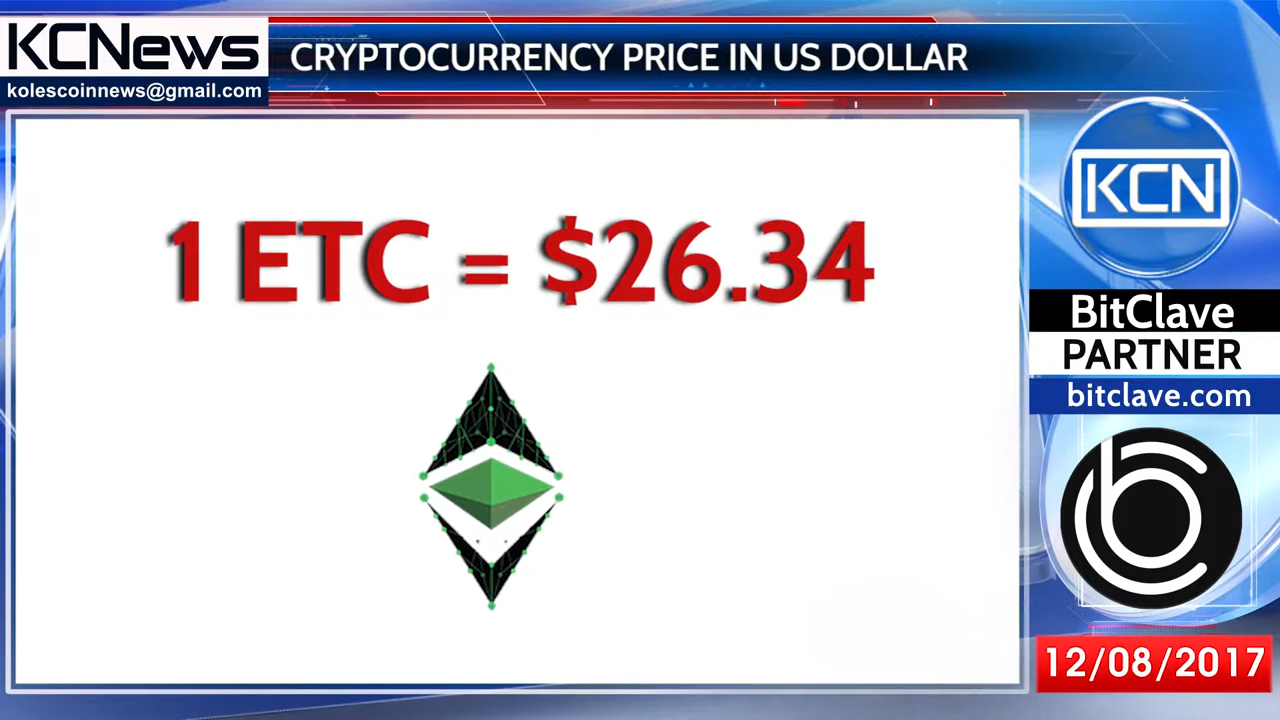 KCNews
kolescoinnews@gmail.com
CRYPTOCURRENCY PRICE IN US DOLLAR
1 ETC = $26.34
KCN
BitClave
PARTNER
bitclave.com
12/08/2017